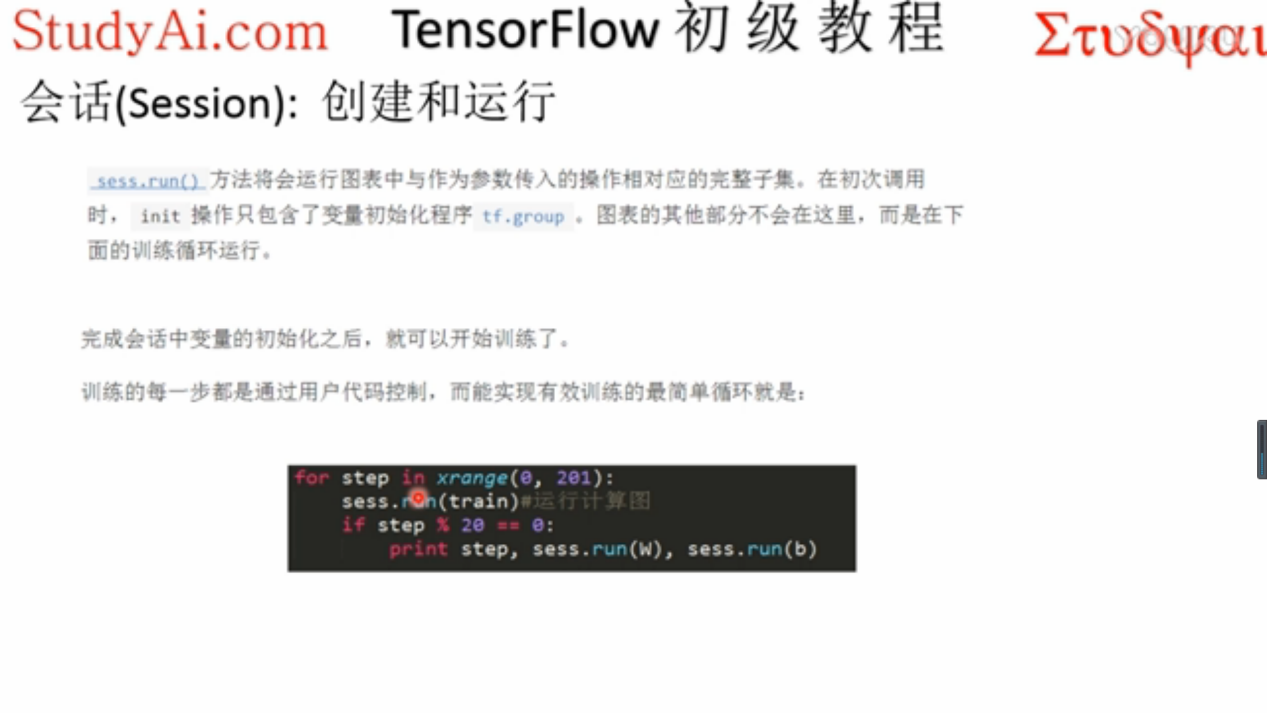 StudyAi.com TensorFlow 初级教程 Στυδψαι
会话(Session): 创建和运行
sess.run() 方法将会运行图表中与作为参数传入的操作相对应的完整子集。在初次调用
时， init 操作只包含了变量初始化程序 tf.group 。图表的其他部分不会在这里，而是在下
面的训练循环运行。
完成会话中变量的初始化之后，就可以开始训练了。
训练的每一步都是通过用户代码控制，而能实现有效训练的最简单循环就是：
for step in xrange(0, 201):
sess.run(train)#运行计算图
if step % 20 == 0:
print step, sess.run(W), sess.run(b)